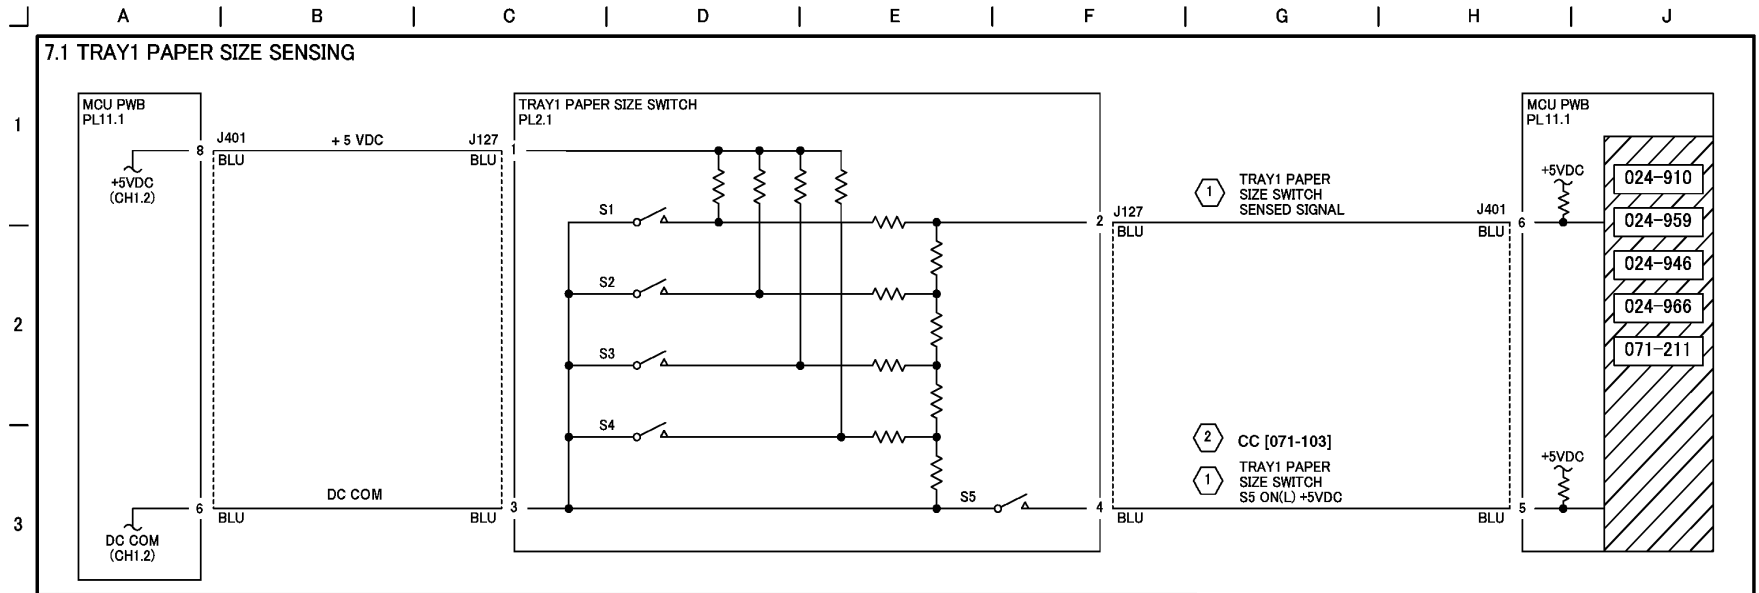 A B C D E F G H J
7.1 TRAY1 PAPER SIZE SENSING
1
2
3
MCU PWB
PL11.1
8
J401
BLU
+ 5 VDC
J127
BLU
1
+5VDC
(CH1.2)
6
BLU
DC COM
BLU
3
DC COM
(CH1.2)
TRAY1 PAPER SIZE SWITCH
PL2.1
S1
S2
S3
S4
S5
2
J127
BLU
1
TRAY1 PAPER
SIZE SWITCH
SENSED SIGNAL
J401
BLU
6
2
CC [071-103]
1
TRAY1 PAPER
SIZE SWITCH
S5 ON(L) +5VDC
4
BLU
BLU
5
MCU PWB
PL11.1
+5VDC
+5VDC
024-910
024-959
024-946
024-966
071-211